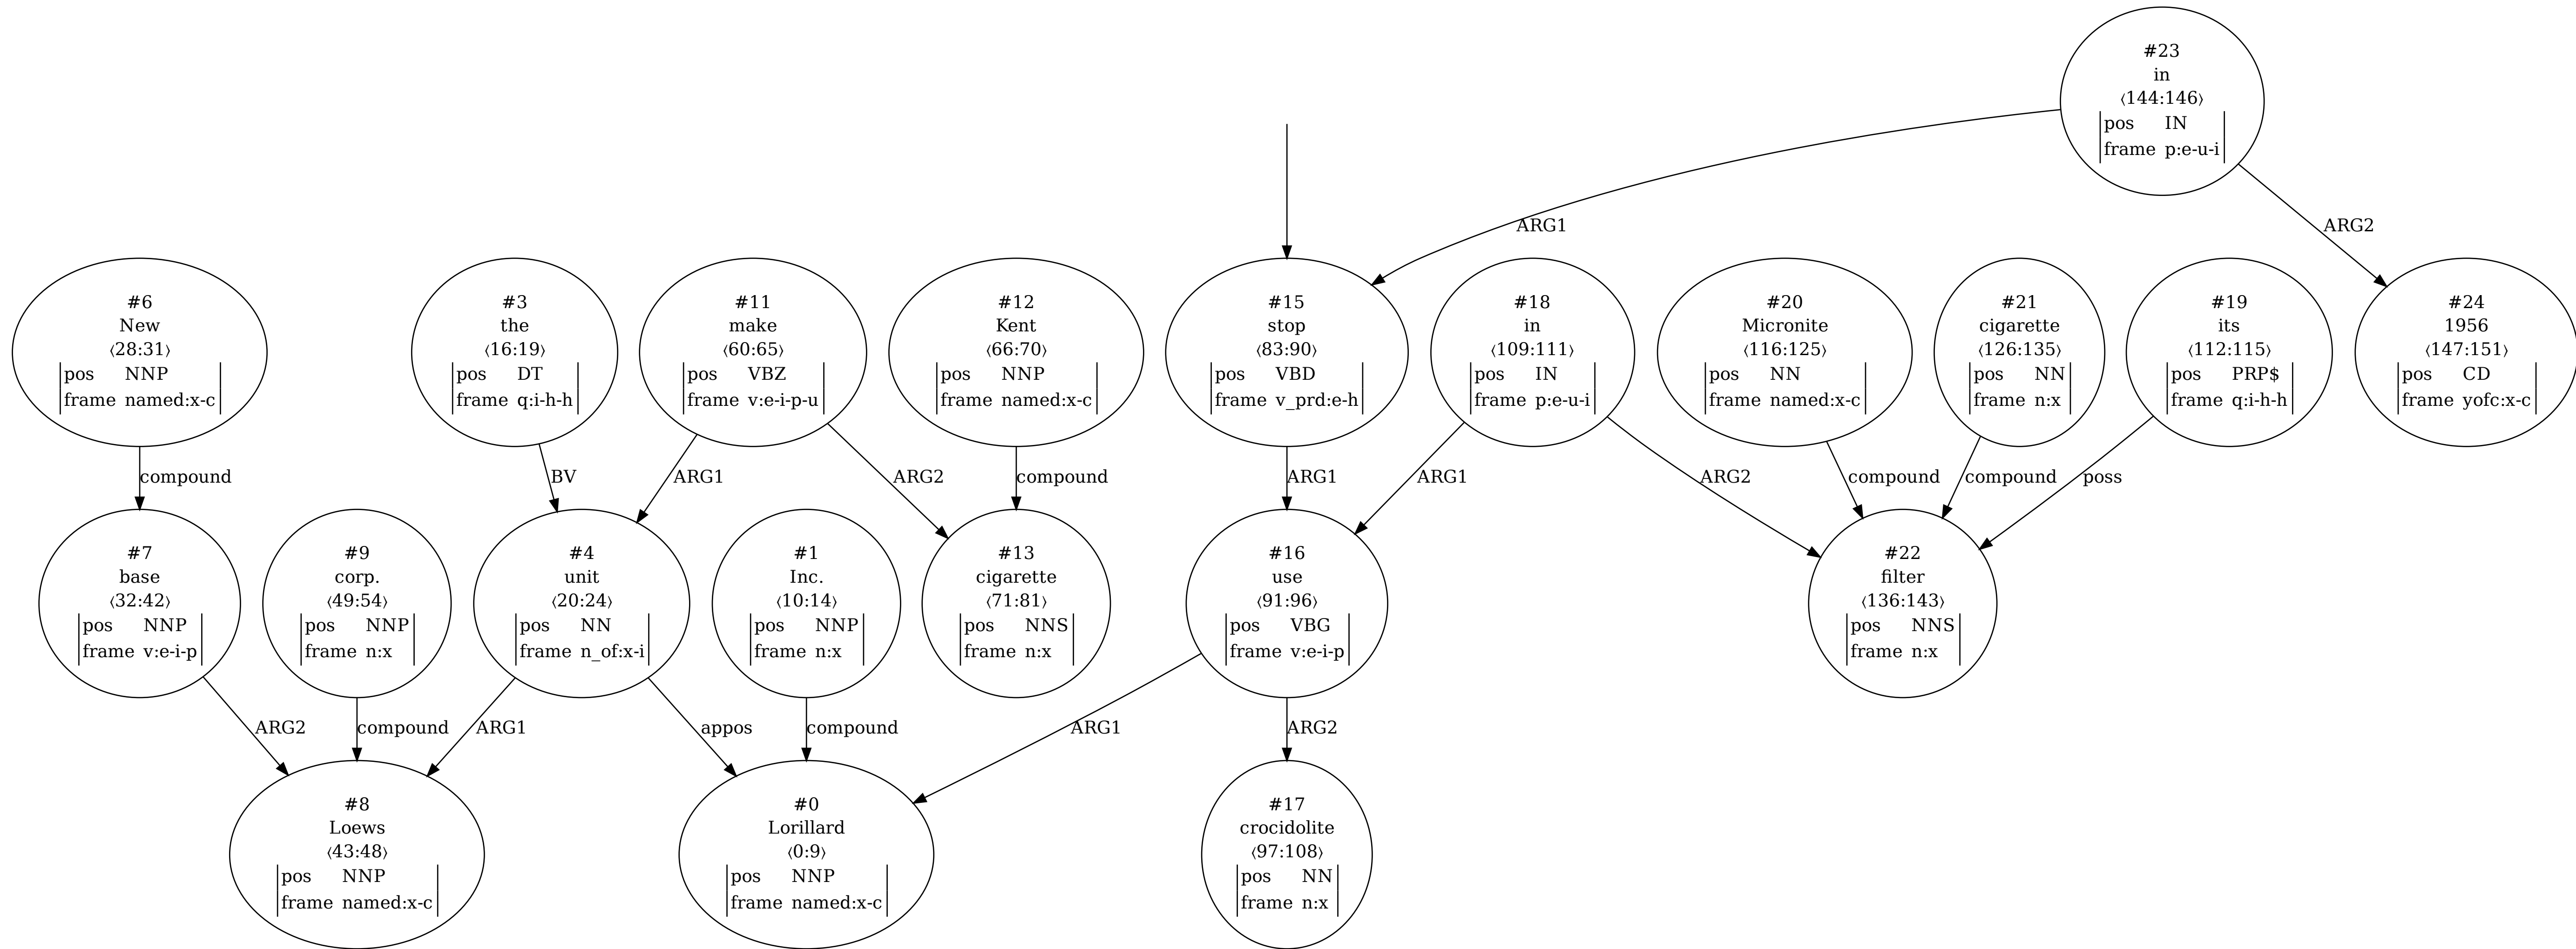 #23
in
⟨144:146⟩
pos IN
frame p:e-u-i
ARG1
ARG2
#6
New
⟨28:31⟩
pos NNP
frame named:x-c
#3
the
⟨16:19⟩
pos DT
frame q:i-h-h
#11
make
⟨60:65⟩
pos VBZ
frame v:e-i-p-u
#12
Kent
⟨66:70⟩
pos NNP
frame named:x-c
#15
stop
⟨83:90⟩
pos VBD
frame v_prd:e-h
#18
in
⟨109:111⟩
pos IN
frame p:e-u-i
#20
Micronite
⟨116:125⟩
pos NN
frame named:x-c
#21
cigarette
⟨126:135⟩
pos NN
frame n:x
#19
its
⟨112:115⟩
pos PRP$
frame q:i-h-h
#24
1956
⟨147:151⟩
pos CD
frame yofc:x-c
compound
BV
ARG1
ARG2
compound
ARG1
ARG1
ARG2
compound
compound
poss
#7
base
⟨32:42⟩
pos NNP
frame v:e-i-p
#9
corp.
⟨49:54⟩
pos NNP
frame n:x
#4
unit
⟨20:24⟩
pos NN
frame n_of:x-i
#1
Inc.
⟨10:14⟩
pos NNP
frame n:x
#13
cigarette
⟨71:81⟩
pos NNS
frame n:x
#16
use
⟨91:96⟩
pos VBG
frame v:e-i-p
#22
filter
⟨136:143⟩
pos NNS
frame n:x
ARG2
compound
ARG1
appos
compound
ARG1
ARG2
#8
Loews
⟨43:48⟩
pos NNP
frame named:x-c
#0
Lorillard
⟨0:9⟩
pos NNP
frame named:x-c
#17
crocidolite
⟨97:108⟩
pos NN
frame n:x